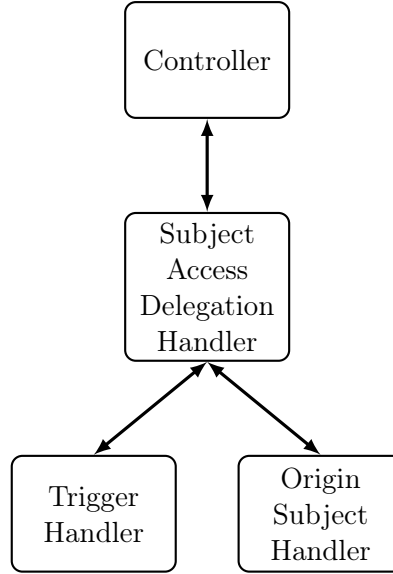 Controller
Subject
Access
Delegation
Handler
Trigger
Handler
Origin
Subject
Handler